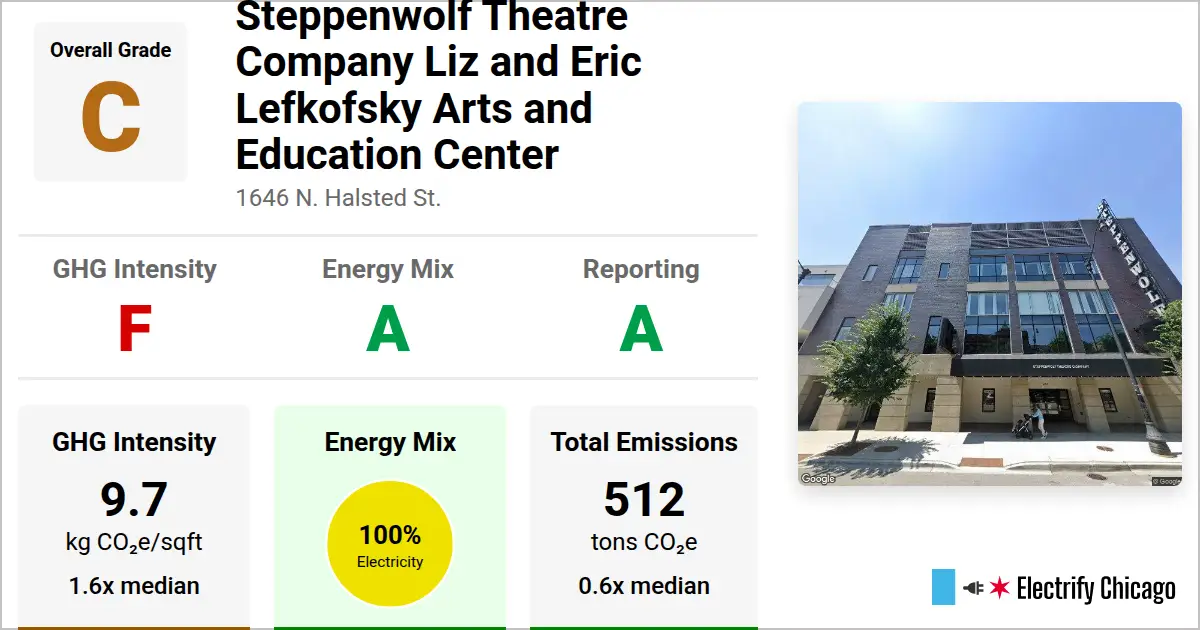 Overall Grade
C
Steppenwolf Theatre
Company Liz and Eric
Lefkofsky Arts and
Education Center
1646 N. Halsted St.
GHG Intensity
F
Energy Mix
A
Reporting
A
GHG Intensity
9.7
kg CO₂e/sqft
1.6x median
Energy Mix
100%
Electricity
Total Emissions
512
tons CO₂e
0.6x median
STEPPENWOLF
STEPPENWOLF THEATRE COMPANY
Google
© Google
Electrify Chicago